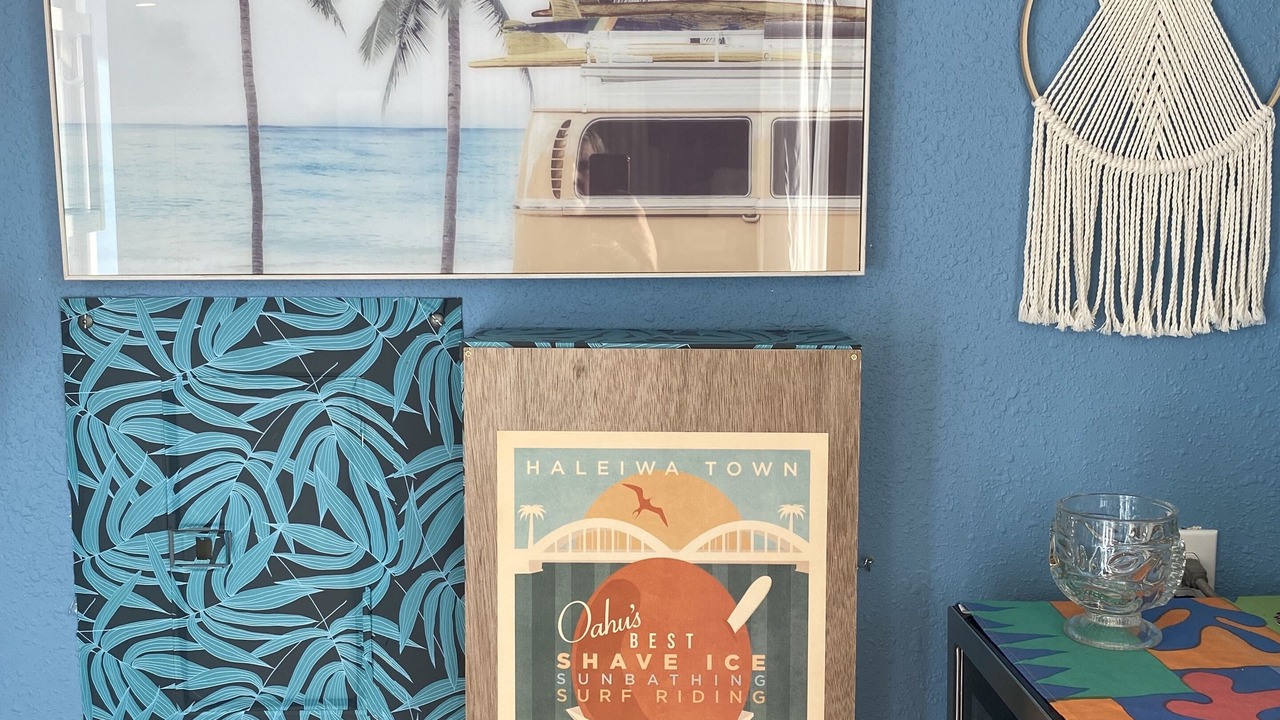 HALEIWA TOWN
Oahu's
BEST
SHAVE ICE
SUNBATHING
SURF RIDING